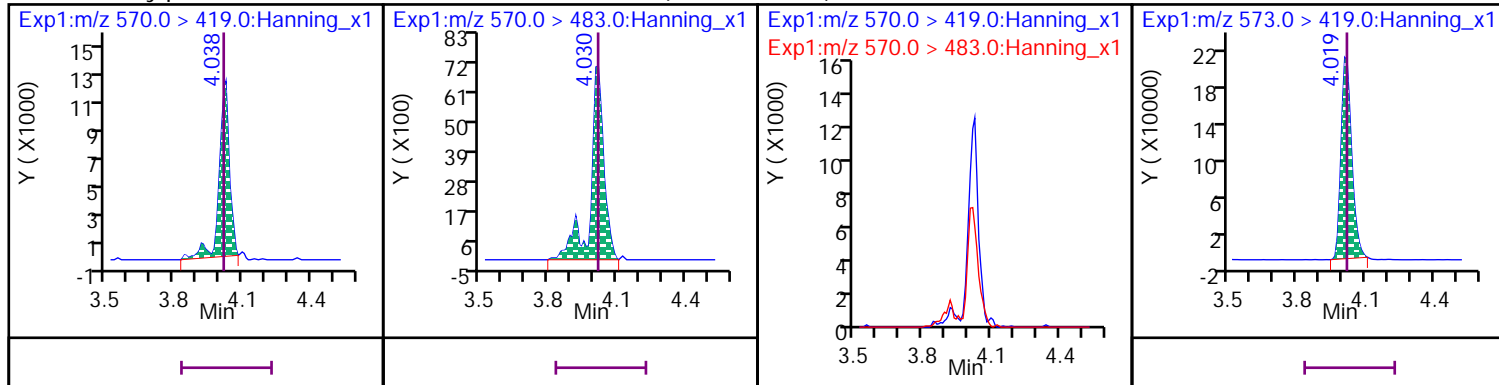 Exp1:m/z 570.0 > 419.0:Hanning_x1
4.038
Y ( X1000)
15
13
11
9
7
5
3
1
-1
3.5 3.8 4.1 4.4
Min
Exp1:m/z 570.0 > 483.0:Hanning_x1
4.030
Y ( X100)
83
72
61
50
39
28
17
6
-5
3.5 3.8 4.1 4.4
Min
Exp1:m/z 570.0 > 419.0:Hanning_x1
Exp1:m/z 570.0 > 483.0:Hanning_x1
Y ( X1000)
16
14
12
10
8
6
4
2
0
3.5 3.8 4.1 4.4
Min
Exp1:m/z 573.0 > 419.0:Hanning_x1
4.019
Y ( X10000)
22
18
14
10
6
2
-2
3.5 3.8 4.1 4.4
Min